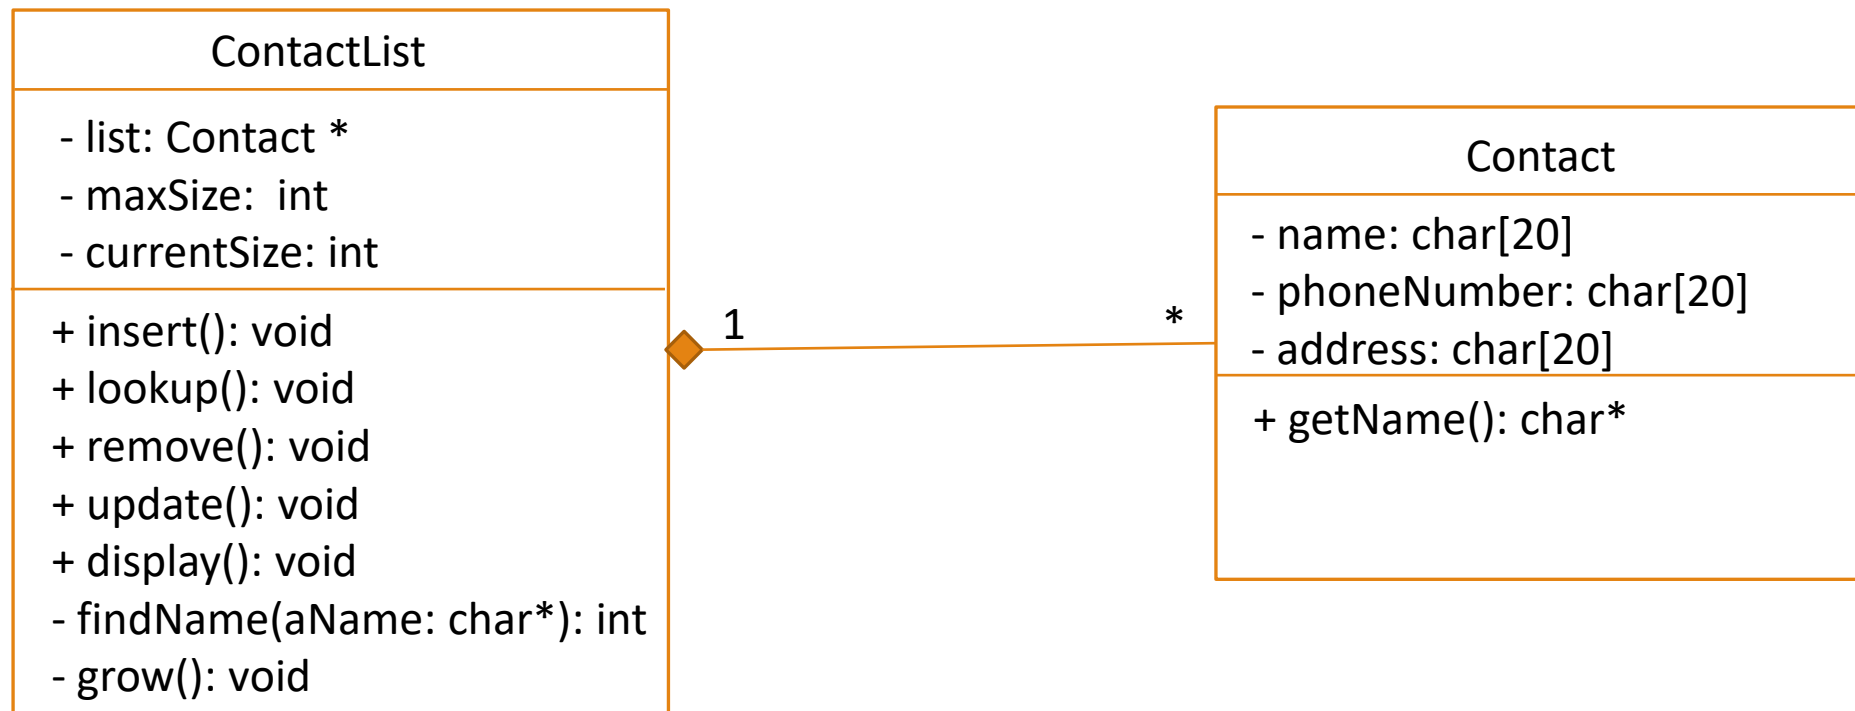 ContactList
- list: Contact *
- maxSize:  int
- currentSize: int
+ insert(): void
+ lookup(): void
+ remove(): void
+ update(): void
+ display(): void
- findName(aName: char*): int
- grow(): void
1
*
Contact
- name: char[20]
- phoneNumber: char[20]
- address: char[20]
+ getName(): char*